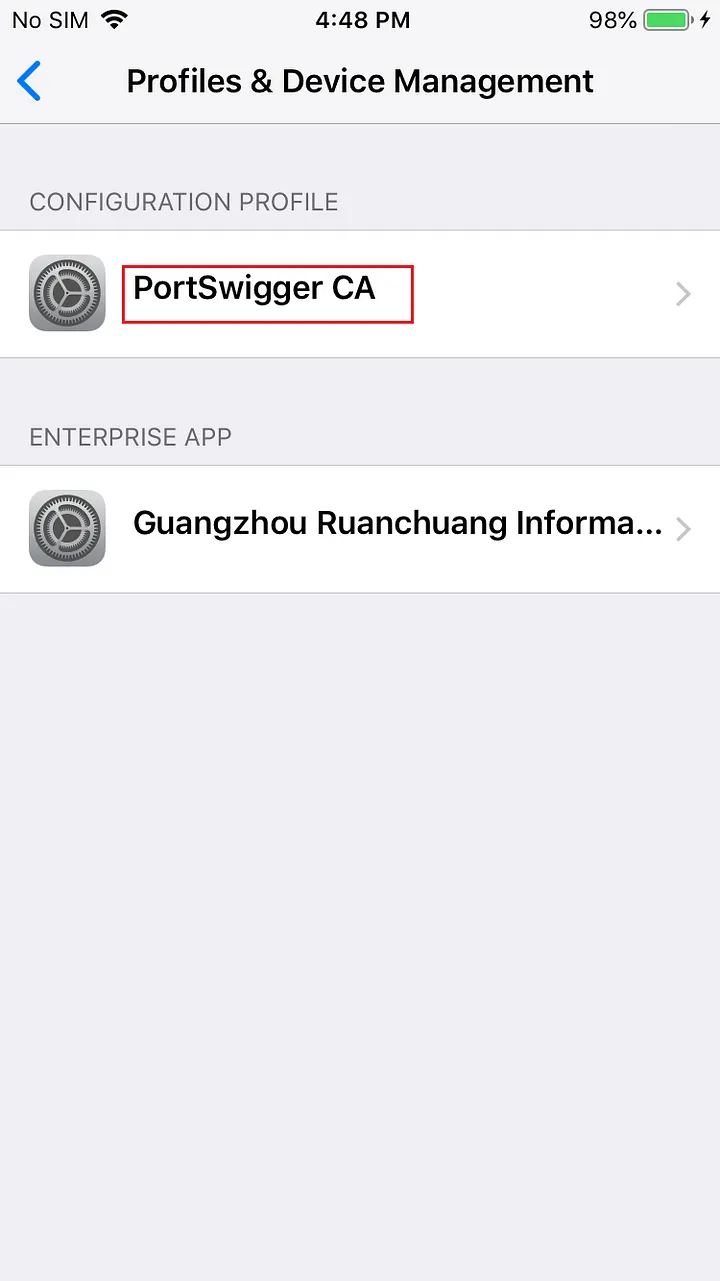 No SIM 4:48 PM 98%
Profiles & Device Management
CONFIGURATION PROFILE
PortSwigger CA
ENTERPRISE APP
Guangzhou Ruanchuang Informa...